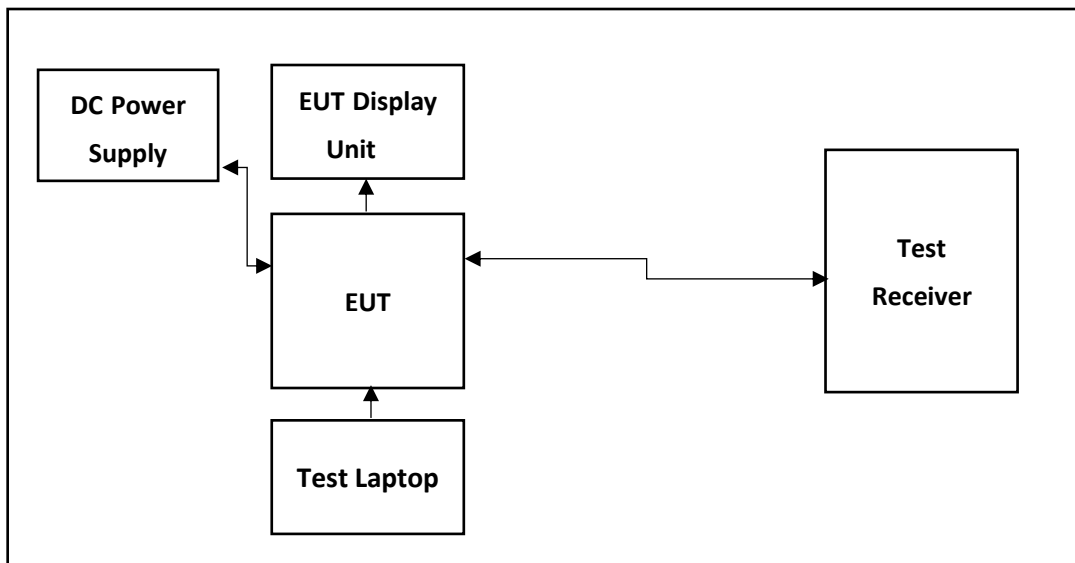 DC Power
Supply
EUT Display
Unit
EUT
Test
Receiver
Test Laptop